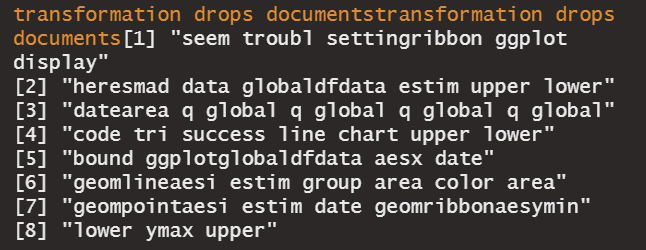 transformation drops documentstransformation drops
documents[1] "seem troubl settingribbon ggplot
display"
[2] "heresmad data globaldfdata estim upper lower"
[3] "datearea q global q global q global q global"
[4] "code tri success line chart upper lower"
[5] "bound ggplotglobaldfdata aesx date"
[6] "geomlineaesi estim group area color area"
[7] "geompointaesi estim date geomribbonaesymin"
[8] "lower ymax upper"